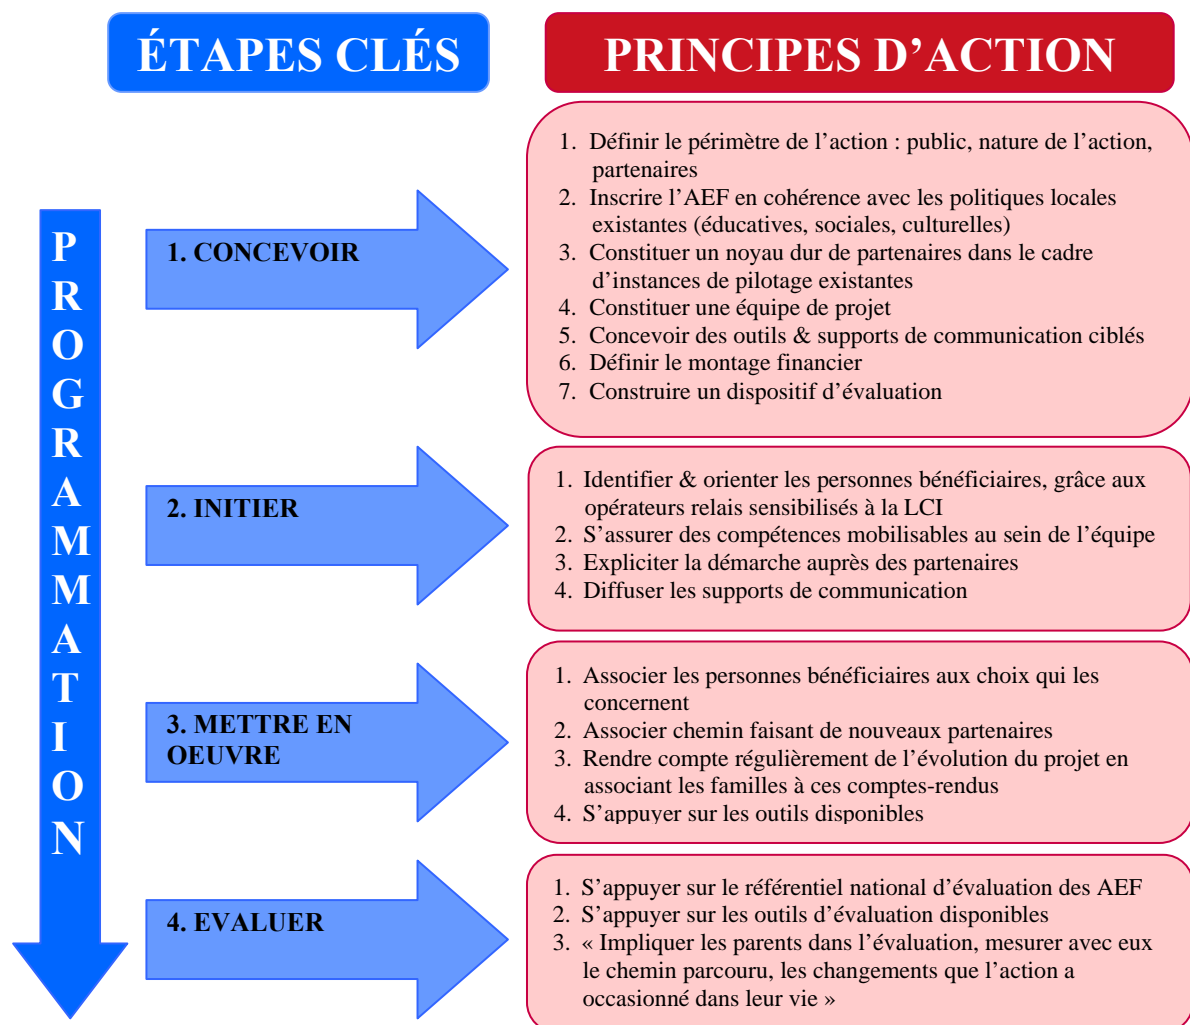 ÉTAPES CLÉS
PRINCIPES D’ACTION
PROGRAMMATION
1. CONCEVOIR
1. Définir le périmètre de l’action : public, nature de l’action,
partenaires
2. Inscrire l’AEF en cohérence avec les politiques locales
existantes (éducatives, sociales, culturelles)
3. Constituer un noyau dur de partenaires dans le cadre
d’instances de pilotage existantes
4. Constituer une équipe de projet
5. Concevoir des outils & supports de communication ciblés
6. Définir le montage financier
7. Construire un dispositif d’évaluation
2. INITIER
1. Identifier & orienter les personnes bénéficiaires, grâce aux
opérateurs relais sensibilisés à la LCI
2. S’assurer des compétences mobilisables au sein de l’équipe
3. Expliciter la démarche auprès des partenaires
4. Diffuser les supports de communication
3. METTRE EN
OEUVRE
1. Associer les personnes bénéficiaires aux choix qui les
concernent
2. Associer chemin faisant de nouveaux partenaires
3. Rendre compte régulièrement de l’évolution du projet en
associant les familles à ces comptes-rendus
4. S’appuyer sur les outils disponibles
4. EVALUER
1. S’appuyer sur le référentiel national d’évaluation des AEF
2. S’appuyer sur les outils d’évaluation disponibles
3. « Impliquer les parents dans l’évaluation, mesurer avec eux
le chemin parcouru, les changements que l’action a
occasionné dans leur vie »